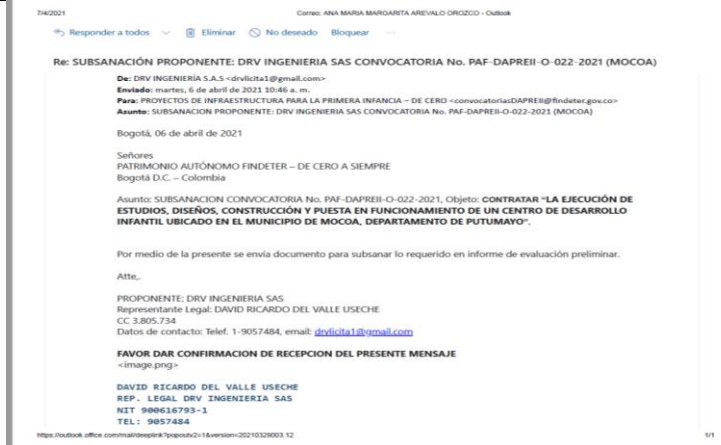 7/4/2021 Correo: ANA MARIA MARGARITA AREVALO OROZCO - Outlook
Responder a todos Eliminar No deseado Bloquear ...
Re: SUBSANACIÓN PROPONENTE: DRV INGENIERIA SAS CONVOCATORIA No. PAF-DAPREII-O-022-2021 (MOCOA)
De: DRV INGENIERÍA S.A.S <drvlicita1@gmail.com>
Enviado: martes, 6 de abril de 2021 10:46 a. m.
Para: PROYECTOS DE INFRAESTRUCTURA PARA LA PRIMERA INFANCIA – DE CERO <convocatoriasDAPREII@findeter.gov.co>
Asunto: SUBSANACION PROPONENTE: DRV INGENIERIA SAS CONVOCATORIA No. PAF-DAPREII-O-022-2021 (MOCOA)
Bogotá, 06 de abril de 2021
Señores
PATRIMONIO AUTÓNOMO FINDETER – DE CERO A SIEMPRE
Bogotá D.C. – Colombia
Asunto: SUBSANACION CONVOCATORIA No. PAF-DAPREII-O-022-2021, Objeto: CONTRATAR "LA EJECUCIÓN DE
ESTUDIOS, DISEÑOS, CONSTRUCCIÓN Y PUESTA EN FUNCIONAMIENTO DE UN CENTRO DE DESARROLLO
INFANTIL UBICADO EN EL MUNICIPIO DE MOCOA, DEPARTAMENTO DE PUTUMAYO".
Por medio de la presente se envía documento para subsanar lo requerido en informe de evaluación preliminar.
Atte,.
PROPONENTE: DRV INGENIERIA SAS
Representante Legal: DAVID RICARDO DEL VALLE USECHE
CC 3.805.734
Datos de contacto: Telef. 1-9057484, email: drvlicita1@gmail.com
FAVOR DAR CONFIRMACION DE RECEPCION DEL PRESENTE MENSAJE
<image.png>
DAVID RICARDO DEL VALLE USECHE
REP. LEGAL DRV INGENIERIA SAS
NIT 900616793-1
TEL: 9057484
https://outlook.office.com/mail/deeplink?popoutv2=1&version=20210329003.12 1/1